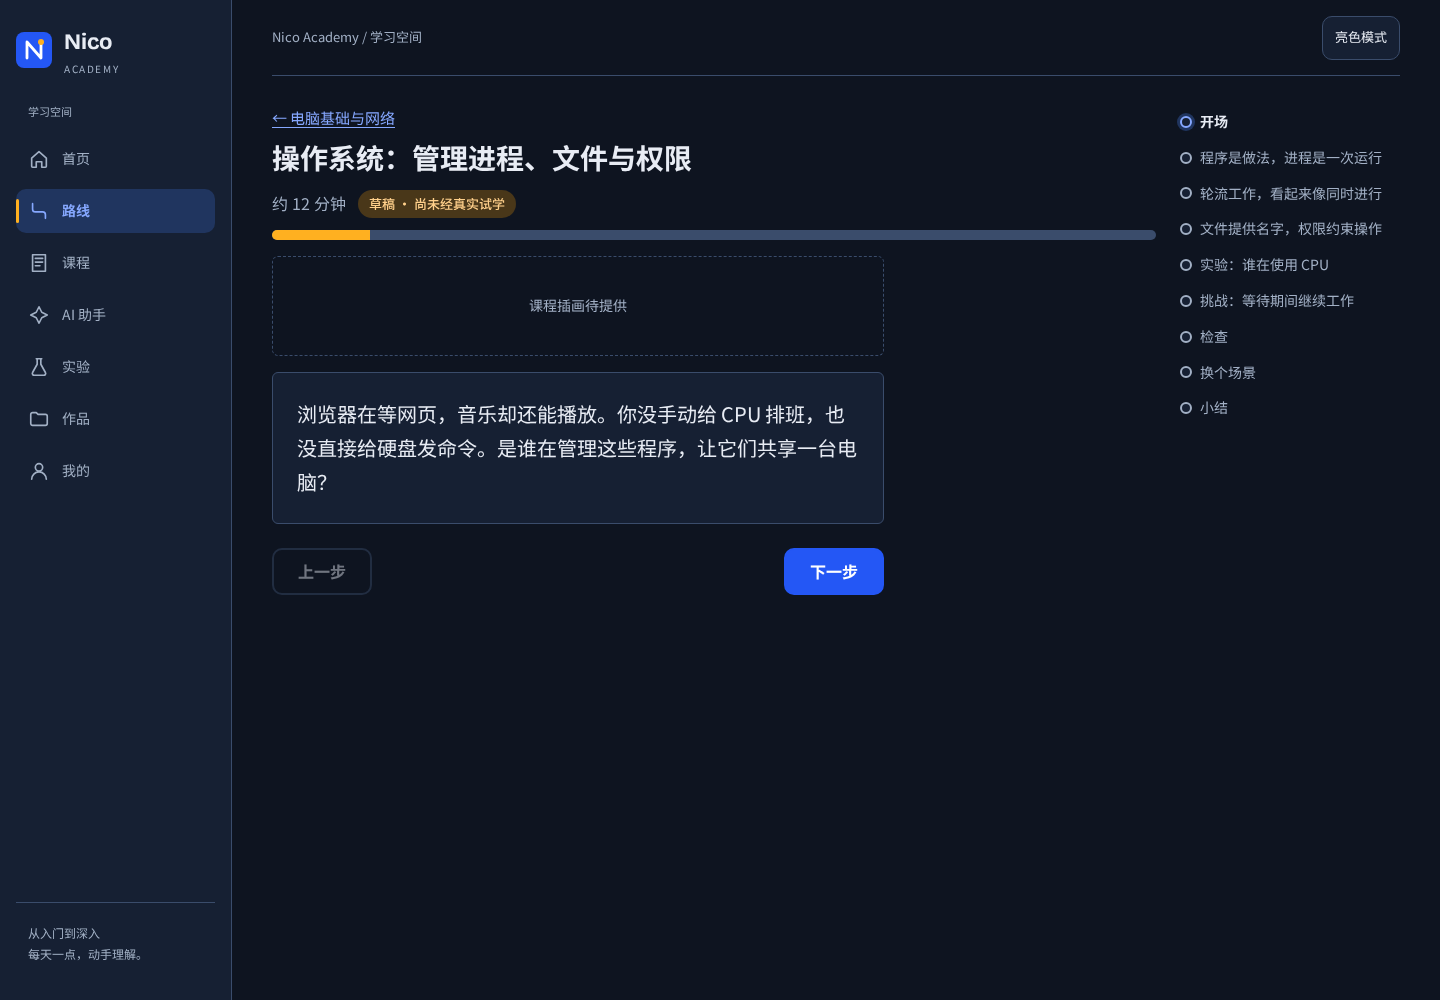 Nico
ACADEMY
学习空间
首页
路线
课程
AI 助手
实验
作品
我的
从入门到深入
每天一点，动手理解。
Nico Academy / 学习空间
亮色模式
← 电脑基础与网络
操作系统：管理进程、文件与权限
约 12 分钟
草稿 · 尚未经真实试学
课程插画待提供
浏览器在等网页，音乐却还能播放。你没手动给 CPU 排班，也
没直接给硬盘发命令。是谁在管理这些程序，让它们共享一台电
脑？
上一步
下一步
开场
程序是做法，进程是一次运行
轮流工作，看起来像同时进行
文件提供名字，权限约束操作
实验：谁在使用 CPU
挑战：等待期间继续工作
检查
换个场景
小结